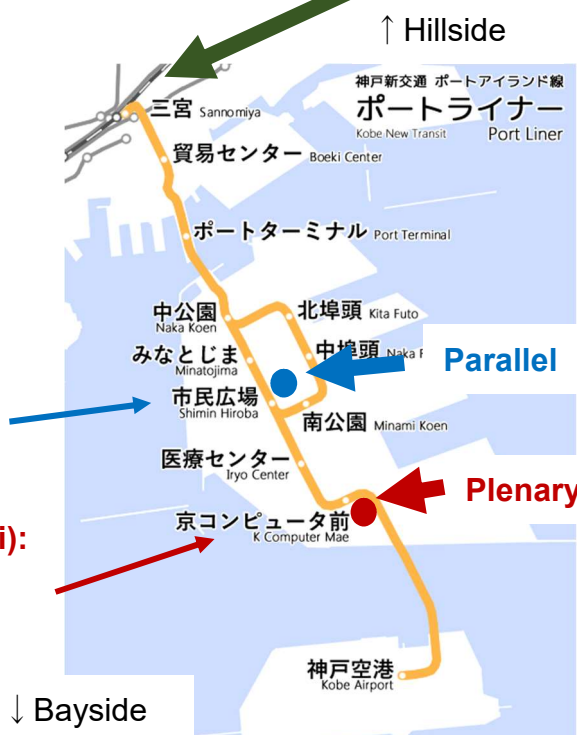 ↑ Hillside
神戸新交通 ポートアイランド線
ポートライナー
Kobe New Transit Port Liner
三宮 Sannomiya
貿易センター Boeki Center
ポートターミナル Port Terminal
中公園
Naka Koen
北埠頭 Kita Futo
みなとじま
Minatojima
中埠頭 Naka F
Parallel
市民広場
Shimin Hiroba
南公園 Minami Koen
医療センター
Iryo Center
Plenary
京コンピュータ前
K Computer Mae
i):
神戸空港
Kobe Airport
↓ Bayside